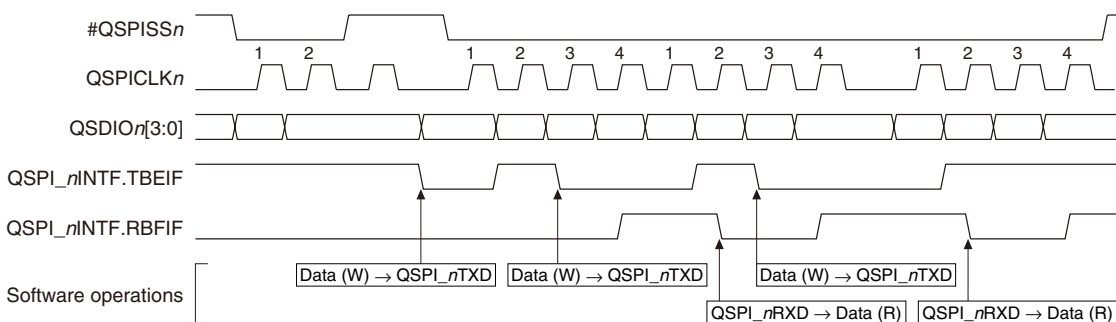 #QSPISSn
1 2 1 2 3 4 1 2 3 4 1 2 3 4
QSPICLKn
QSDIOn[3:0]
QSPI_nINTF.TBEIF
QSPI_nINTF.RBFIF
Data (W) → QSPI_nTXD Data (W) → QSPI_nTXD Data (W) → QSPI_nTXD
Software operations
QSPI_nRXD → Data (R) QSPI_nRXD → Data (R)